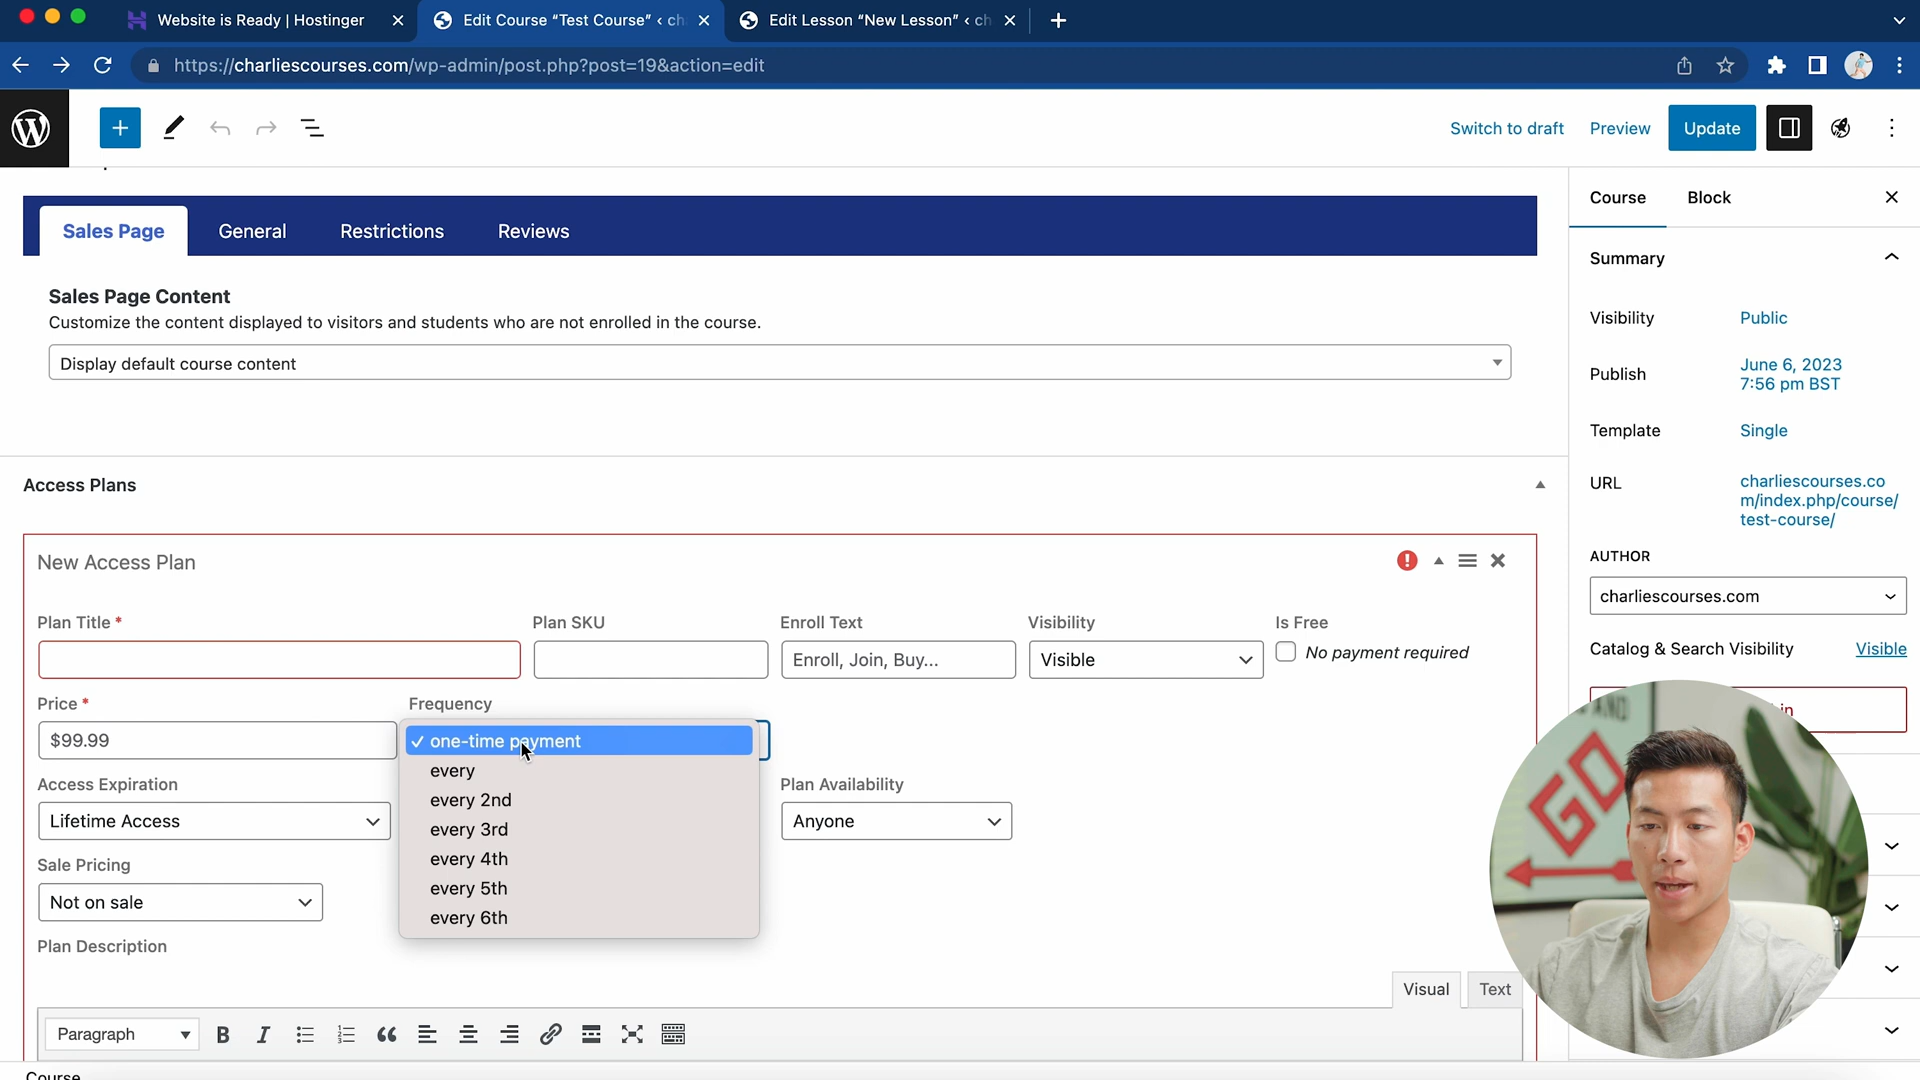 Website is Ready | Hostinger
Edit Course “Test Course” ‹ ch
Edit Lesson “New Lesson” ‹ ch
https://charliescourses.com/wp-admin/post.php?post=19&action=edit
Switch to draft
Preview
Update
Sales Page
General
Restrictions
Reviews
Course
Block
Sales Page Content
Customize the content displayed to visitors and students who are not enrolled in the course.
Display default course content
Summary
Visibility
Public
Publish
June 6, 2023
7:56 pm BST
Template
Single
URL
charliescourses.co
m/index.php/course/
test-course/
AUTHOR
charliescourses.com
Catalog & Search Visibility
Visible
Access Plans
New Access Plan
Plan Title *
Plan SKU
Enroll Text
Visibility
Is Free
Enroll, Join, Buy...
Visible
No payment required
Price *
Frequency
$99.99
✓ one-time payment
every
every 2nd
every 3rd
every 4th
every 5th
every 6th
Access Expiration
Lifetime Access
Plan Availability
Anyone
Sale Pricing
Not on sale
Plan Description
Visual
Text
Paragraph
B
I
Course
GO